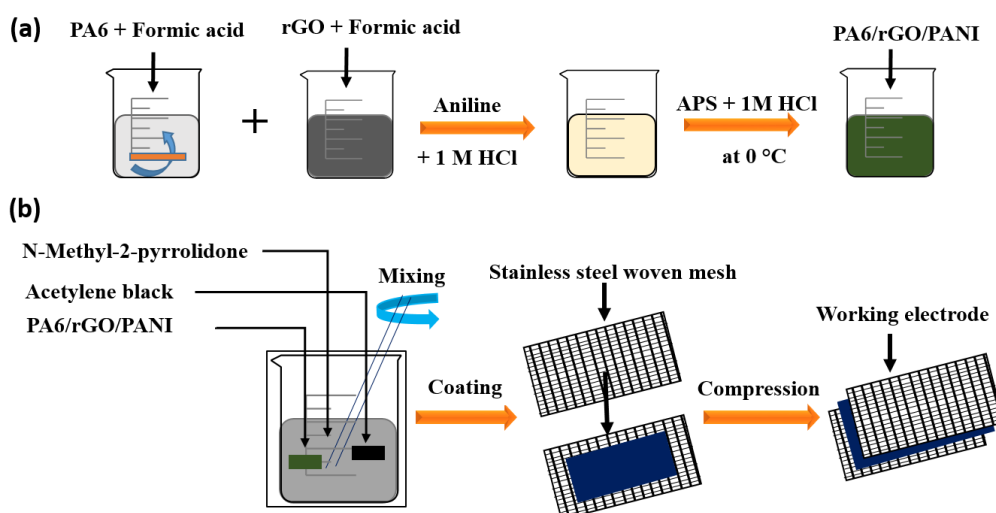 (a)
PA6 + Formic acid
rGO + Formic acid
PA6/rGO/PANI
+
Aniline
+ 1 M HCl
APS + 1M HCl
at 0 °C
(b)
N-Methyl-2-pyrrolidone
Acetylene black
PA6/rGO/PANI
Mixing
Coating
Stainless steel woven mesh
Compression
Working electrode